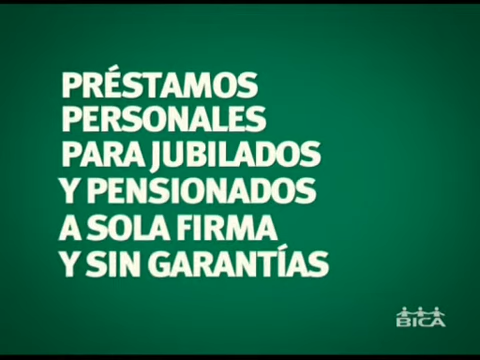 PRÉSTAMOS
PERSONALES
PARA JUBILADOS
Y PENSIONADOS
A SOLA FIRMA
Y SIN GARANTÍAS
BICA